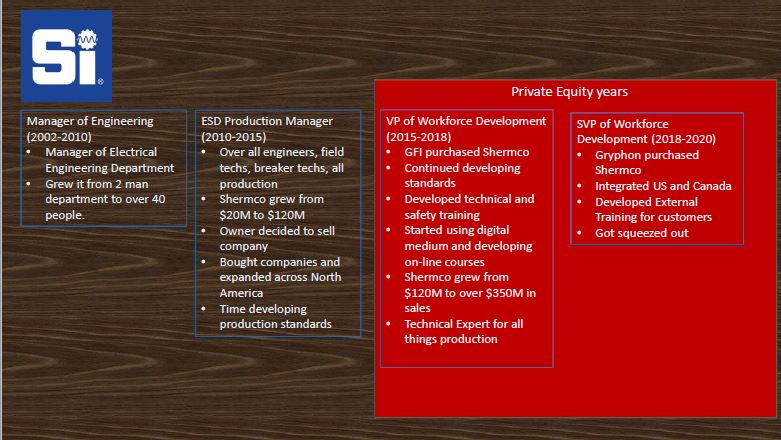 Si®
Private Equity years
Manager of Engineering
(2002-2010)
• Manager of Electrical
Engineering Department
• Grew it from 2 man
department to over 40
people.
ESD Production Manager
(2010-2015)
• Over all engineers, field
techs, breaker techs, all
production
• Shermco grew from
$20M to $120M
• Owner decided to sell
company
• Bought companies and
expanded across North
America
• Time developing
production standards
VP of Workforce Development
(2015-2018)
• GFI purchased Shermco
• Continued developing
standards
• Developed technical and
safety training
• Started using digital
medium and developing
on-line courses
• Shermco grew from
$120M to over $350M in
sales
• Technical Expert for all
things production
SVP of Workforce
Development (2018-2020)
• Gryphon purchased
Shermco
• Integrated US and Canada
• Developed External
Training for customers
• Got squeezed out